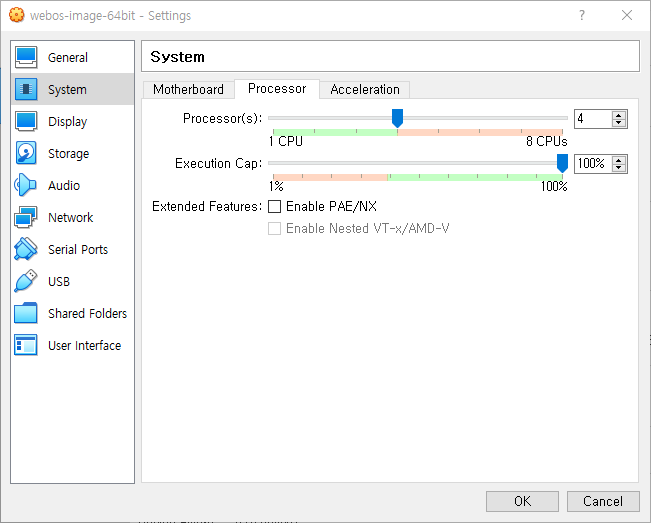 webos-image-64bit - Settings
General
System
Display
Storage
Audio
Network
Serial Ports
USB
Shared Folders
User Interface
System
Motherboard
Processor
Acceleration
Processor(s):
4
1 CPU
8 CPUs
Execution Cap:
100%
1%
100%
Extended Features:
Enable PAE/NX
Enable Nested VT-x/AMD-V
OK
Cancel